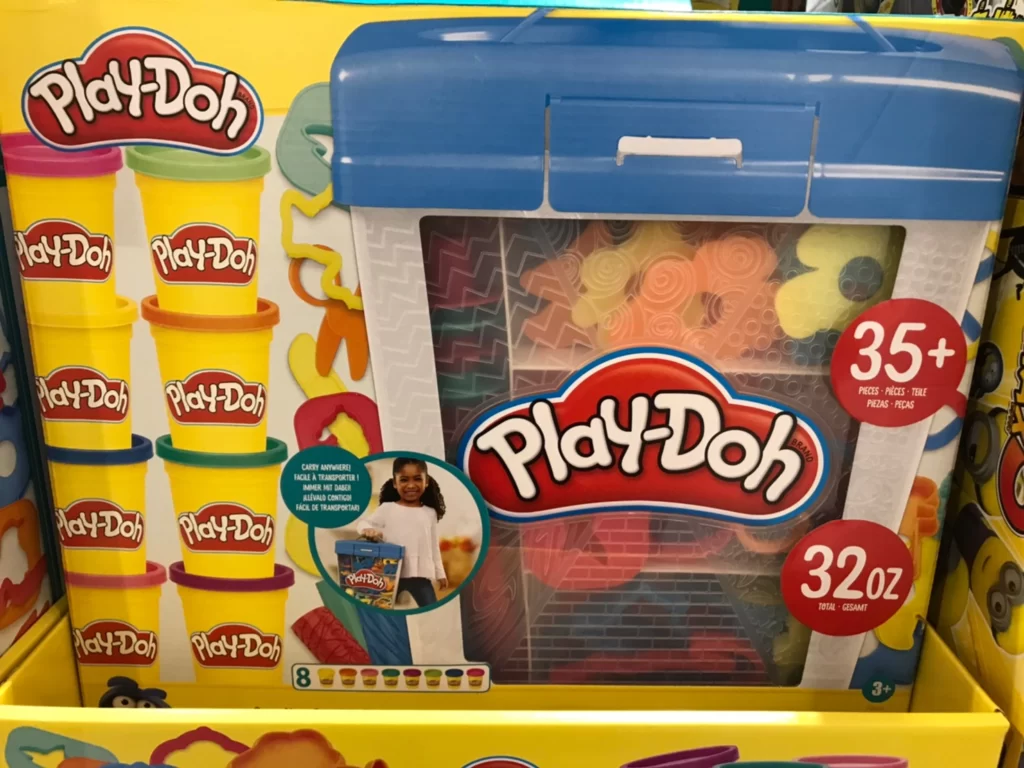 PLAY-DOH
PLAY-DOH
PLAY-DOH
PLAY-DOH
PLAY-DOH
PLAY-DOH
PLAY-DOH
PLAY-DOH
PLAY-DOH
35+
PIECES · PIÈCES · TEILE
PIEZAS · PEÇAS
PLAY-DOH
BRAND
CARRY ANYWHERE!
FACILE À TRANSPORTER !
IMMER MIT DABEI!
¡LLÉVALO CONTIGO!
FÁCIL DE TRANSPORTAR!
PLAY-DOH
32OZ
TOTAL · GESAMT
8
3+